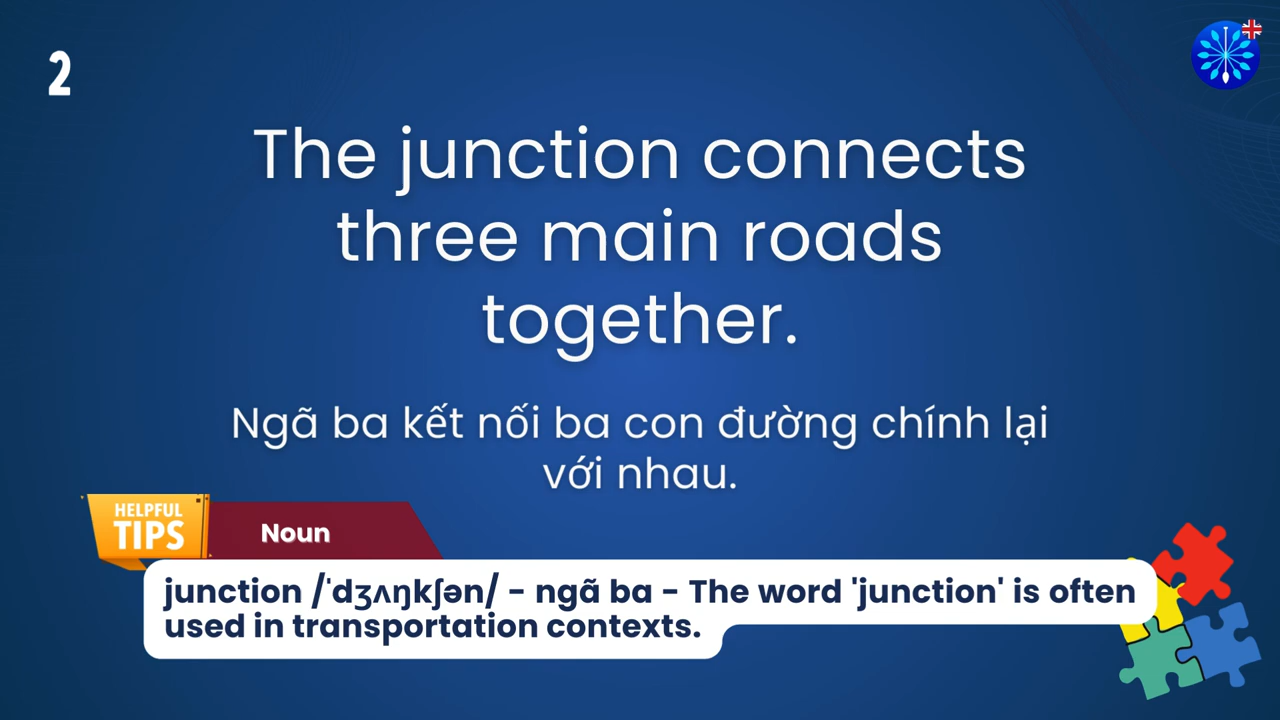 2
The junction connects
three main roads
together.
Ngã ba kết nối ba con đường chính lại
với nhau.
HELPFUL
TIPS
Noun
junction /ˈdʒʌŋkʃən/ - ngã ba - The word 'junction' is often
used in transportation contexts.